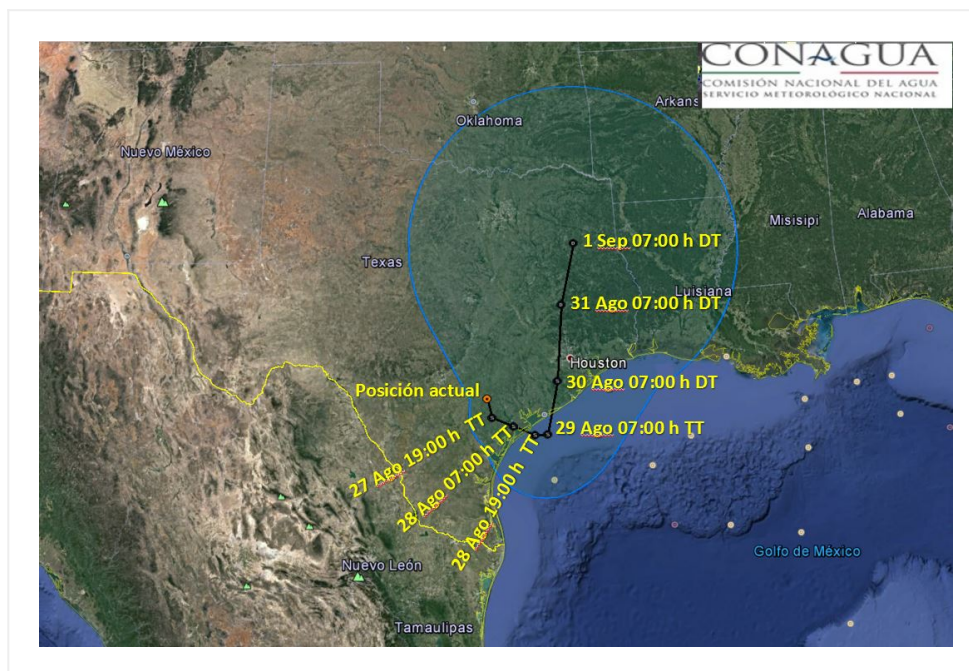 CONAGUA
COMISIÓN NACIONAL DEL AGUA
SERVICIO METEOROLÓGICO NACIONAL
Arkans
Oklahoma
Nuevo México
Misisipi
Alabama
1 Sep 07:00 h DT
Texas
Luisiana
31 Ago 07:00 h DT
Houston
30 Ago 07:00 h DT
Posición actual
29 Ago 07:00 h TT
27 Ago 19:00 h TT
28 Ago 07:00 h TT
28 Ago 19:00 h TT
Golfo de México
Nuevo León
Tamaulipas